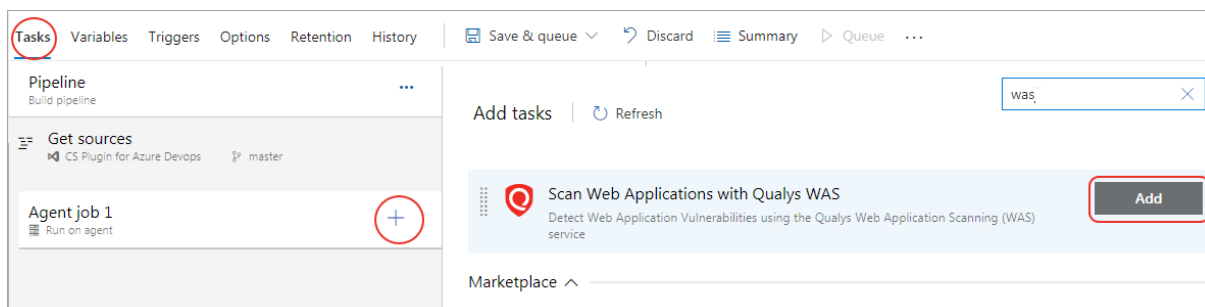 Tasks Variables Triggers Options Retention History Save & queue Discard Summary Queue ...
Pipeline
Build pipeline
...
Get sources
CS Plugin for Azure Devops master
Agent job 1
Run on agent
Add tasks Refresh
was
Scan Web Applications with Qualys WAS
Detect Web Application Vulnerabilities using the Qualys Web Application Scanning (WAS)
service
Add
Marketplace